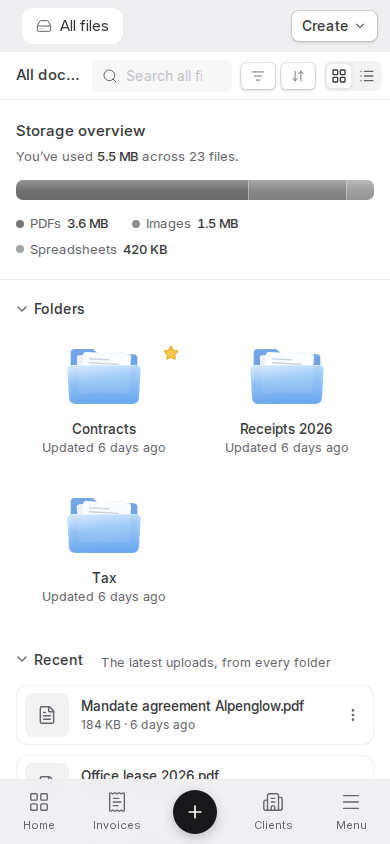 All files
Create
All doc...
Search all fi
Storage overview
You've used 5.5 MB across 23 files.
PDFs 3.6 MB
Images 1.5 MB
Spreadsheets 420 KB
Folders
Contracts
Updated 6 days ago
Receipts 2026
Updated 6 days ago
Tax
Updated 6 days ago
Recent
The latest uploads, from every folder
Mandate agreement Alpenglow.pdf
184 KB · 6 days ago
Office lease 2026.pdf
Home
Invoices
Clients
Menu